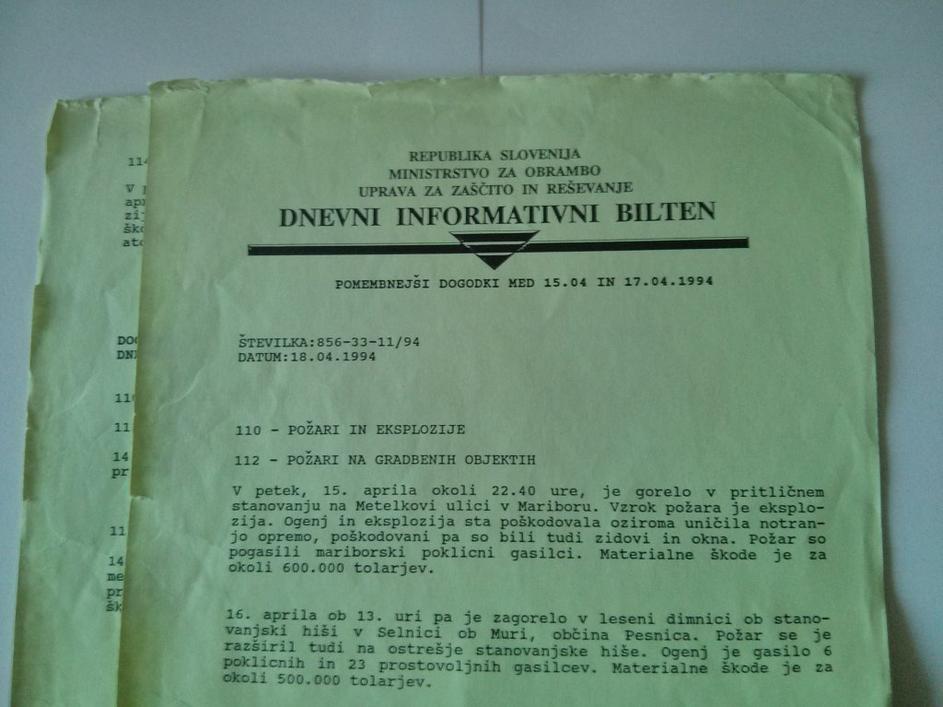 REPUBLIKA SLOVENIJA
MINISTRSTVO ZA OBRAMBO
UPRAVA ZA ZAŠČITO IN REŠEVANJE
DNEVNI INFORMATIVNI BILTEN
POMEMBNEJŠI DOGODKI MED 15.04 IN 17.04.1994
ŠTEVILKA:856-33-11/94
DATUM:18.04.1994
110 - POŽARI IN EKSPLOZIJE
112 - POŽARI NA GRADBENIH OBJEKTIH
V petek, 15. aprila okoli 22.40 ure, je gorelo v pritličnem
stanovanju na Metelkovi ulici v Mariboru. Vzrok požara je eksplo-
zija. Ogenj in eksplozija sta poškodovala oziroma uničila notran-
jo opremo, poškodovani pa so bili tudi zidovi in okna. Požar so
pogasili mariborski poklicni gasilci. Materialne škode je za
okoli 600.000 tolarjev.
16. aprila ob 13. uri pa je zagorelo v leseni dimnici ob stano-
vanjski hiši v Selnici ob Muri, občina Pesnica. Požar se je
razširil tudi na ostrešje stanovanjske hiše. Ogenj je gasilo 6
poklicnih in 23 prostovoljnih gasilcev. Materialne škode je za
okoli 500.000 tolarjev.